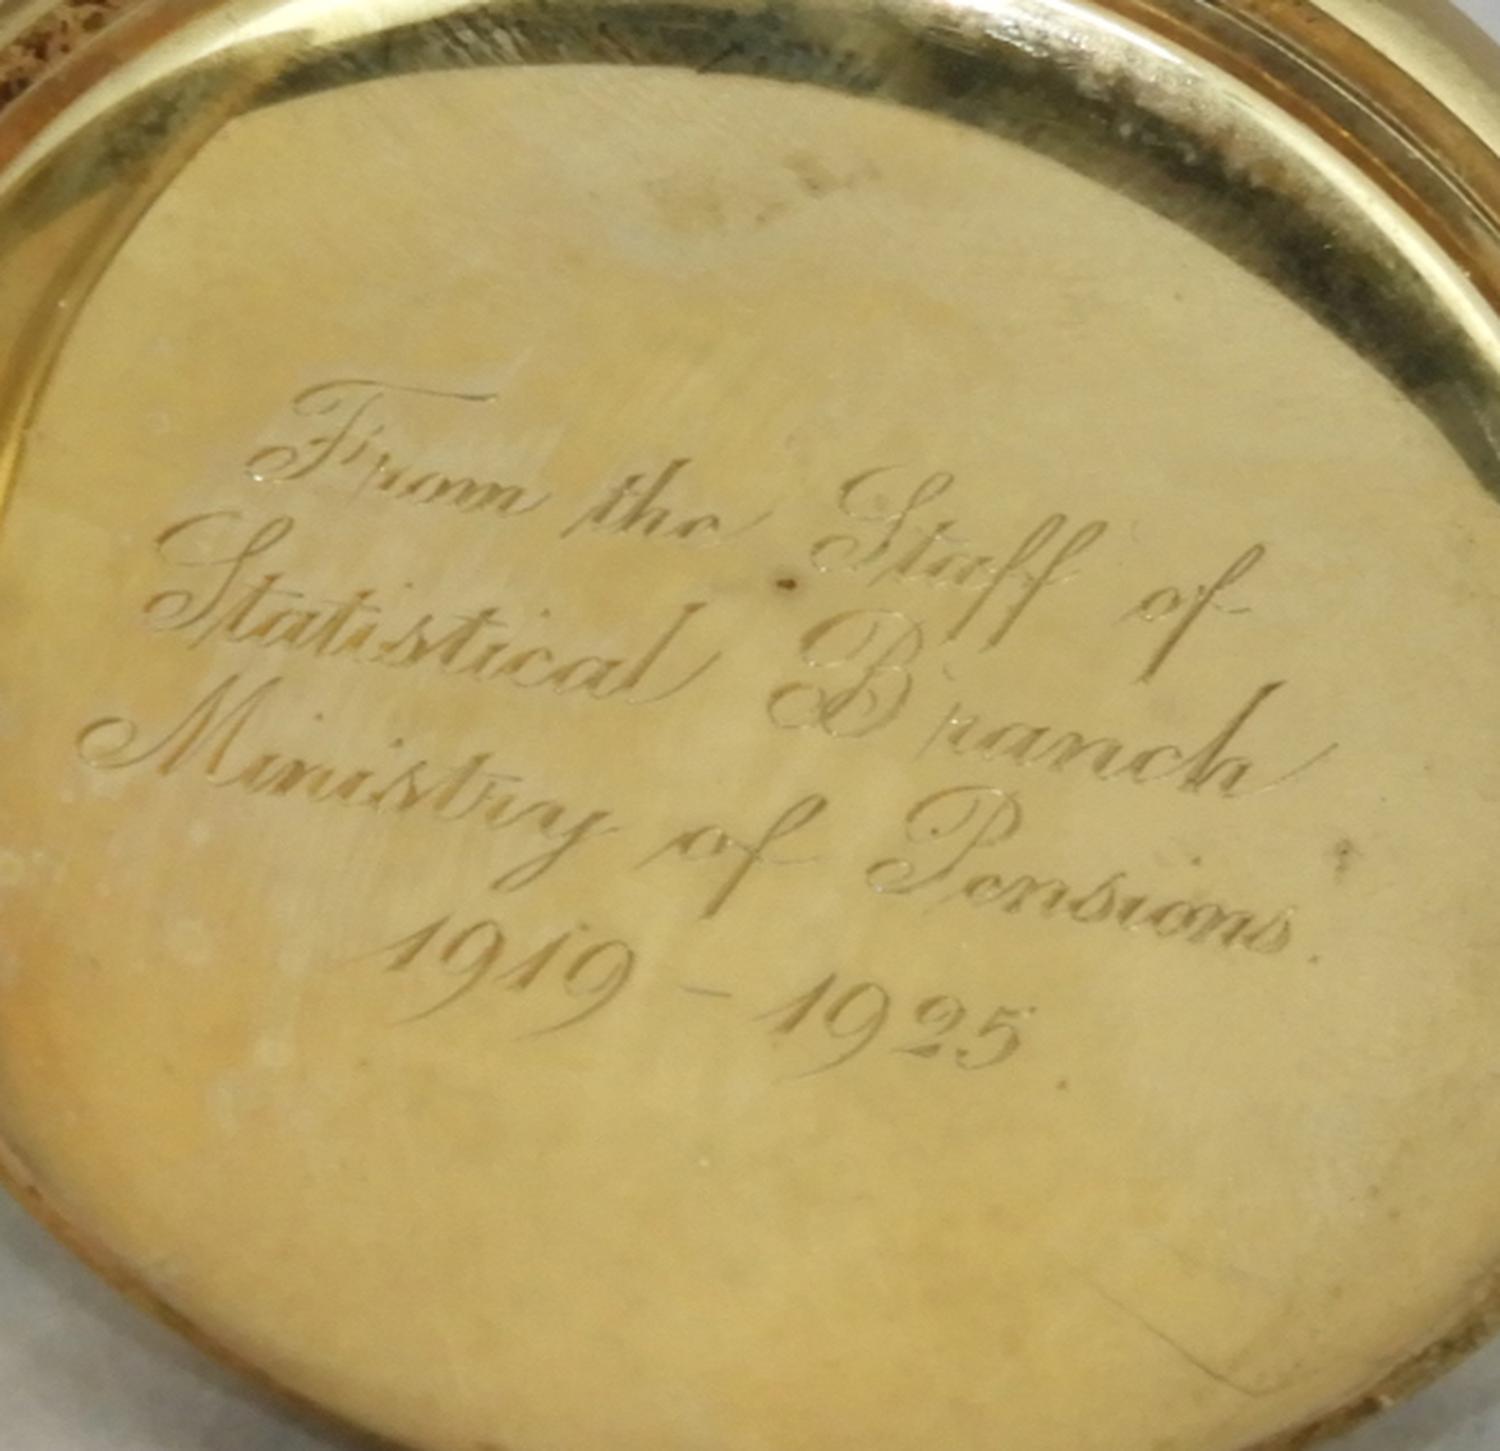 From the Staff of
Statistical Branch
Ministry of Pensions.
1919 - 1925.